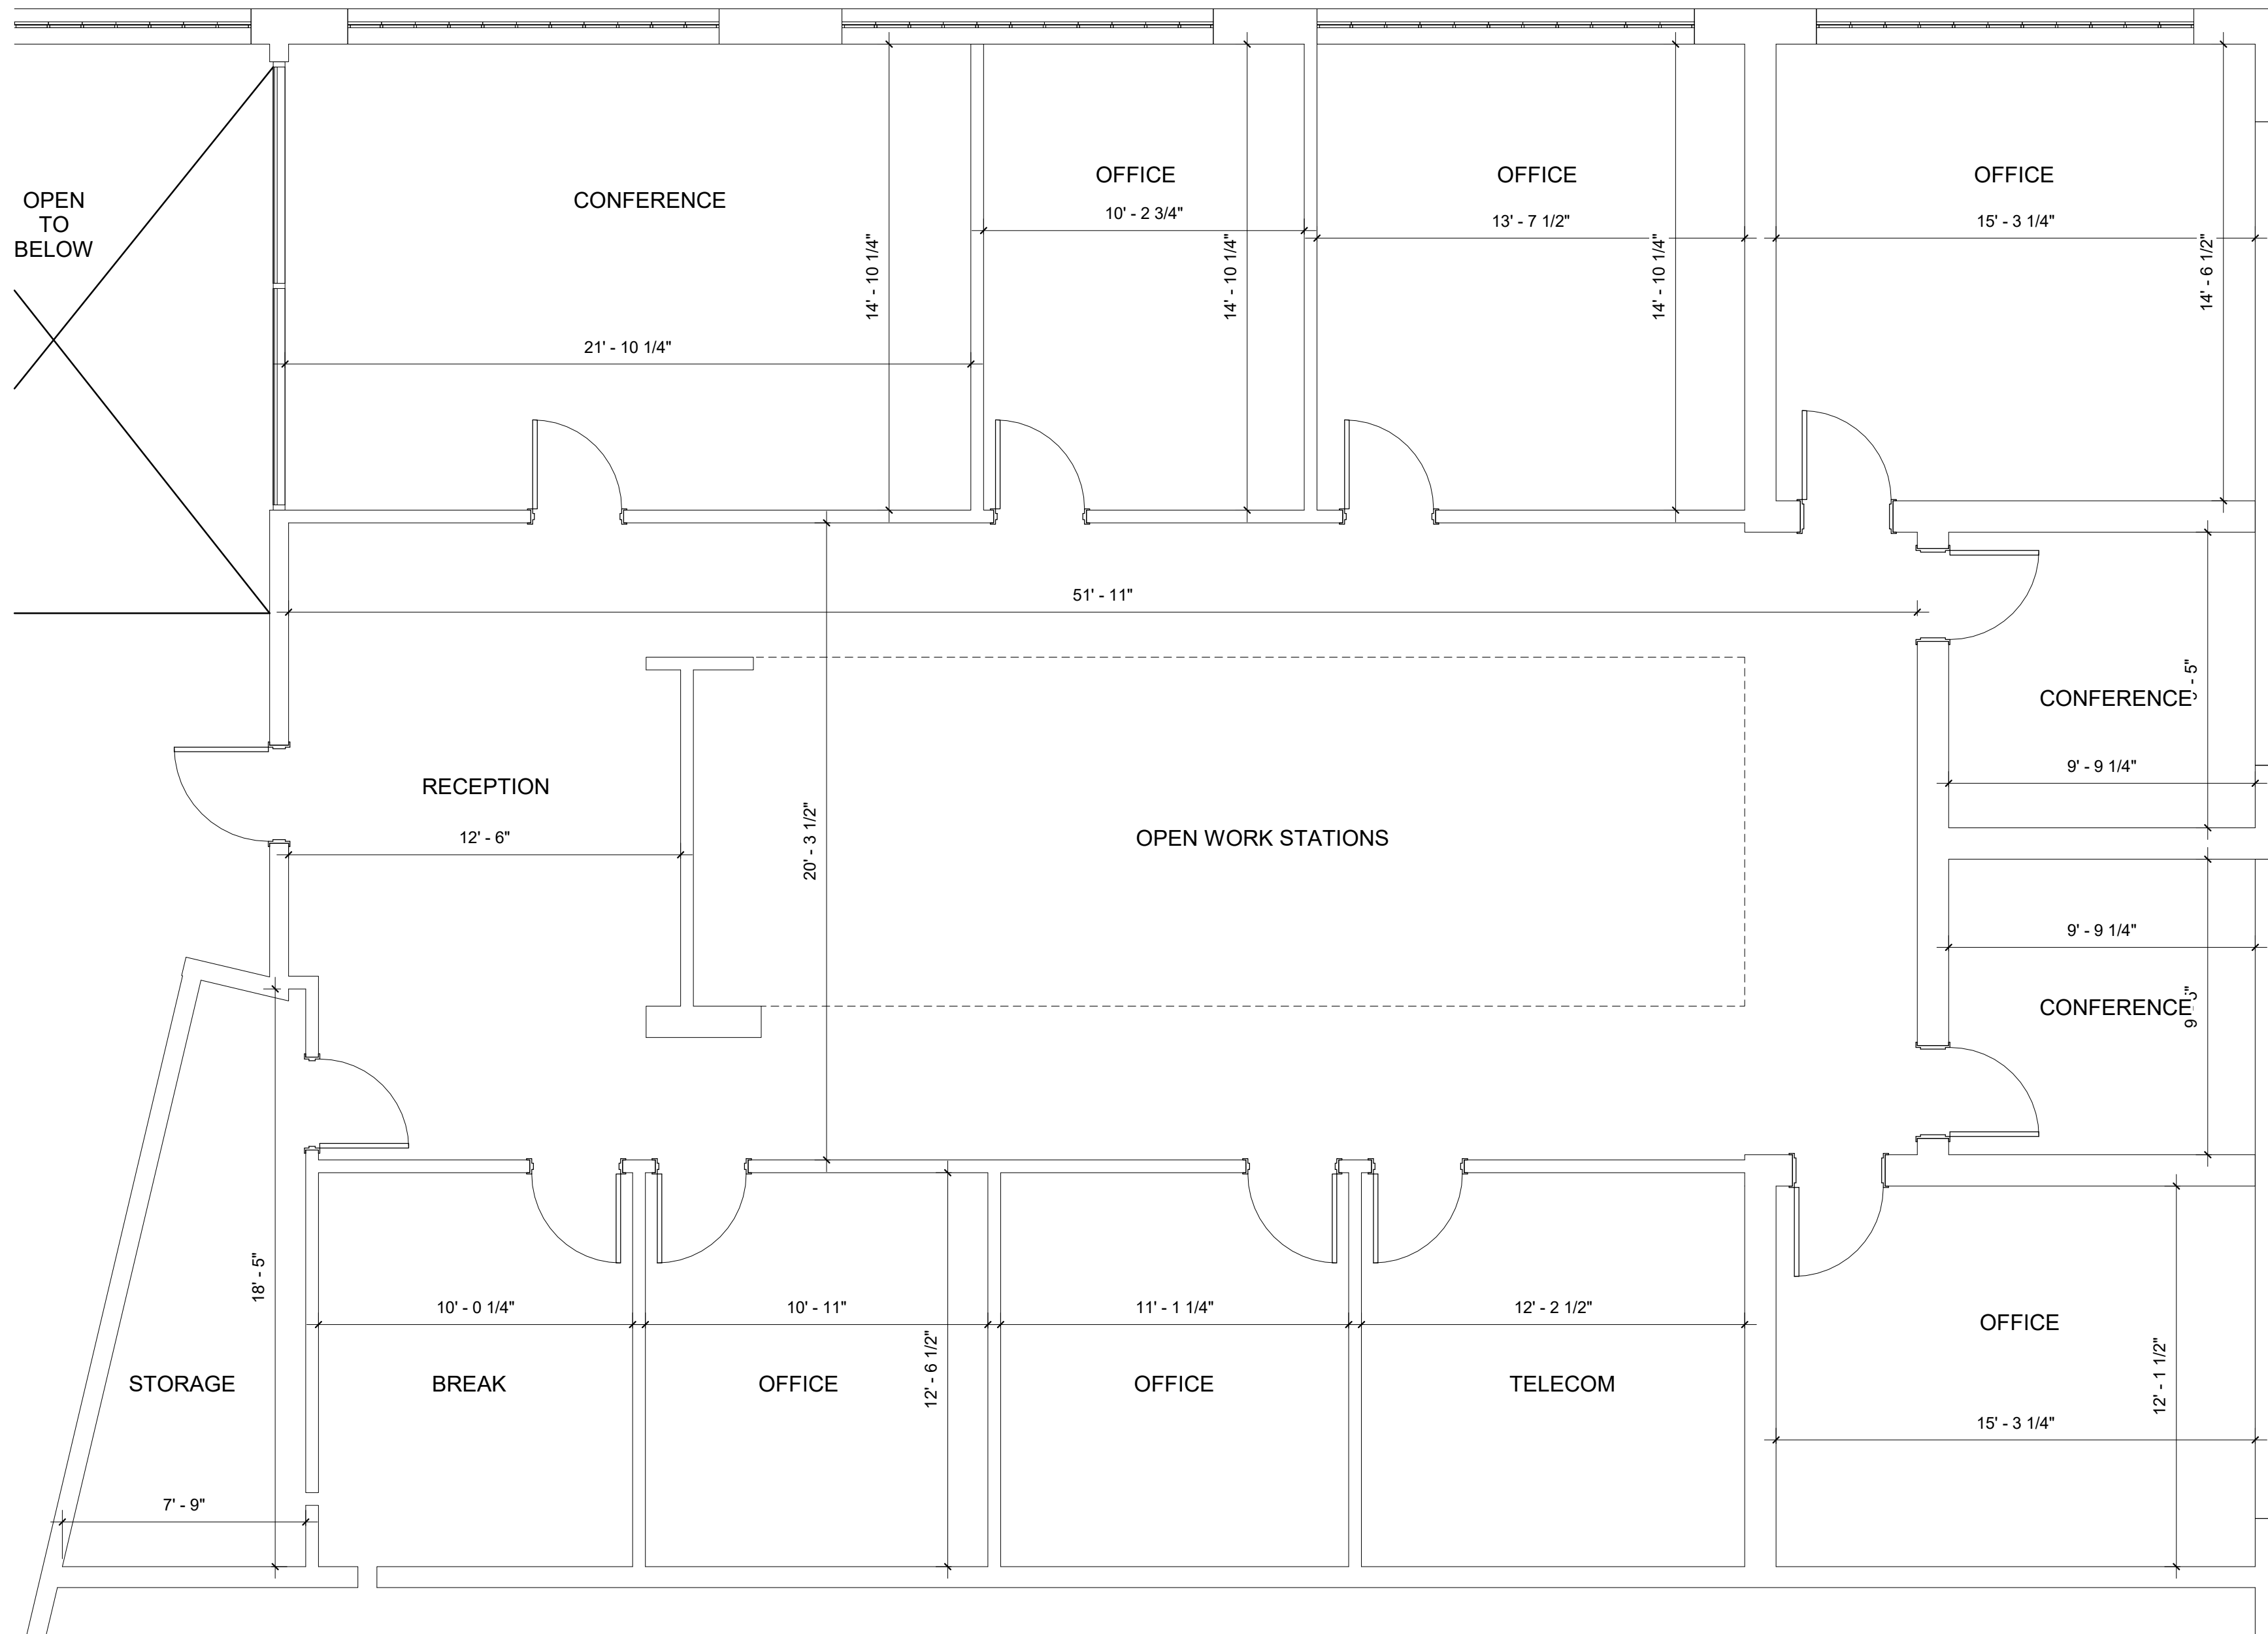 OPEN
TO
BELOW
CONFERENCE
21' - 10 1/4"
14' - 10 1/4"
OFFICE
10' - 2 3/4"
14' - 10 1/4"
OFFICE
13' - 7 1/2"
14' - 10 1/4"
OFFICE
15' - 3 1/4"
14' - 6 1/2"
51' - 11"
CONFERENCE
9' - 9 1/4"
RECEPTION
12' - 6"
20' - 3 1/2"
OPEN WORK STATIONS
9' - 9 1/4"
CONFERENCE
18' - 5"
STORAGE
7' - 9"
10' - 0 1/4"
BREAK
10' - 11"
OFFICE
12' - 6 1/2"
11' - 1 1/4"
OFFICE
12' - 2 1/2"
TELECOM
OFFICE
15' - 3 1/4"
12' - 1 1/2"